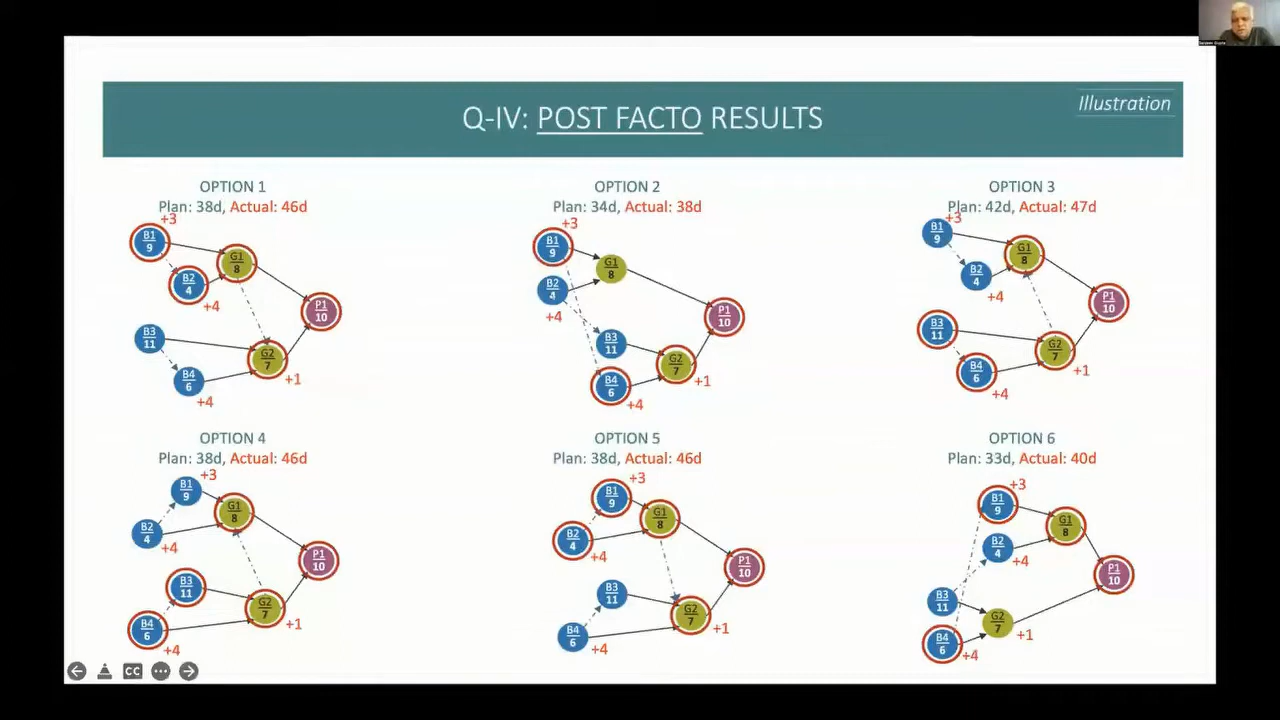 Q-IV: POST FACTO RESULTS
Illustration
OPTION 1
Plan: 38d, Actual: 46d
+3
B1
9
G1
8
B2
4
+4
P1
10
B3
11
G2
7
B4
6
+1
+4
OPTION 2
Plan: 34d, Actual: 38d
+3
B1
9
G1
8
B2
4
+4
P1
10
B3
11
G2
7
B4
6
+1
+4
OPTION 3
Plan: 42d, Actual: 47d
+3
B1
9
G1
8
B2
4
+4
P1
10
B3
11
G2
7
B4
6
+1
+4
OPTION 4
Plan: 38d, Actual: 46d
+3
B1
9
G1
8
B2
4
+4
P1
10
B3
11
G2
7
B4
6
+1
+4
OPTION 5
Plan: 38d, Actual: 46d
+3
B1
9
G1
8
B2
4
+4
P1
10
B3
11
G2
7
B4
6
+1
+4
OPTION 6
Plan: 33d, Actual: 40d
+3
B1
9
G1
8
B2
4
+4
P1
10
B3
11
G2
7
B4
6
+1
+4
CC